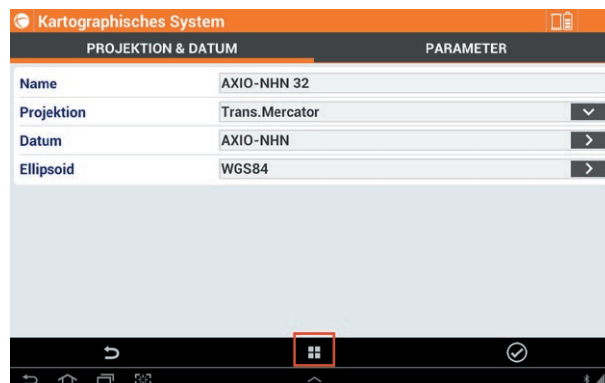 Kartographisches System
PROJEKTION & DATUM PARAMETER
Name AXIO-NHN 32
Projektion Trans.Mercator
Datum AXIO-NHN
Ellipsoid WGS84